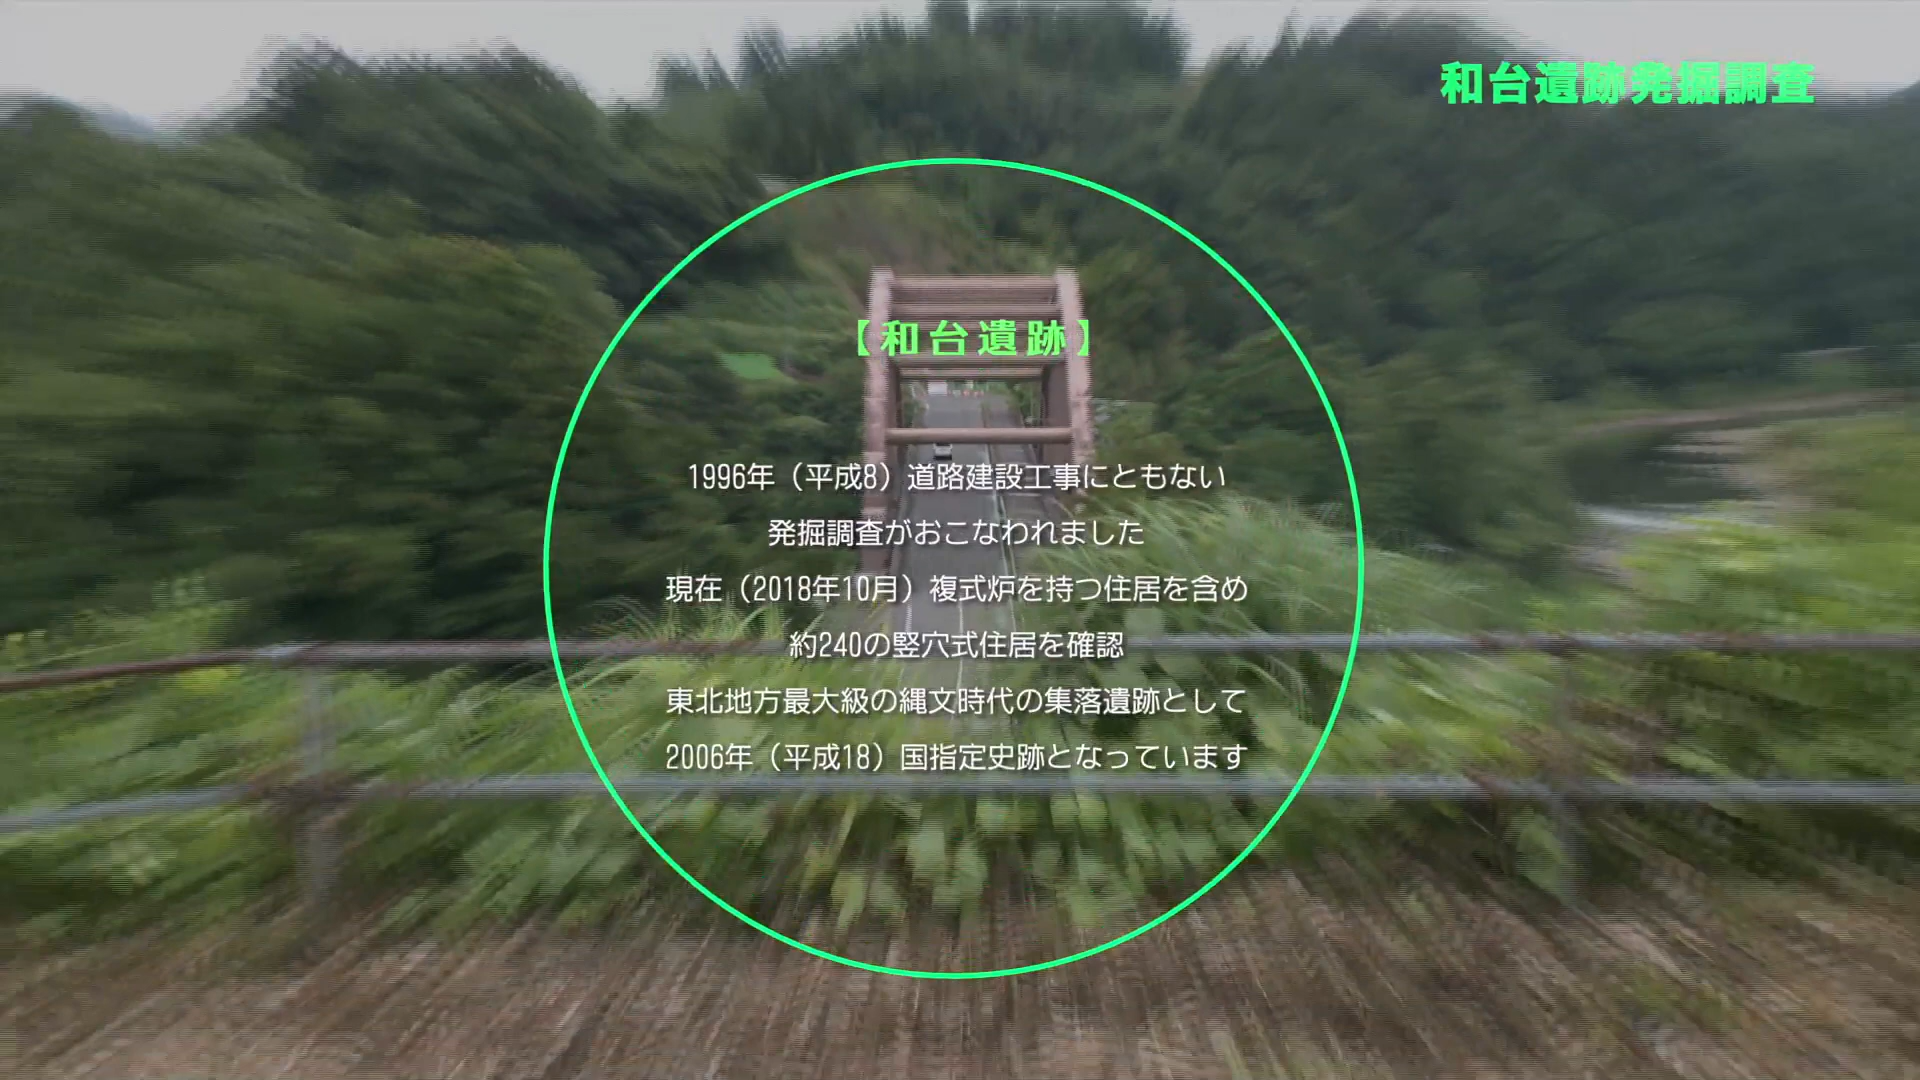 和台遺跡発掘調査
【和台遺跡】
1996年（平成8）道路建設工事にともない
発掘調査がおこなわれました
現在（2018年10月）複式炉を持つ住居を含め
約240の竪穴式住居を確認
東北地方最大級の縄文時代の集落遺跡として
2006年（平成18）国指定史跡となっています